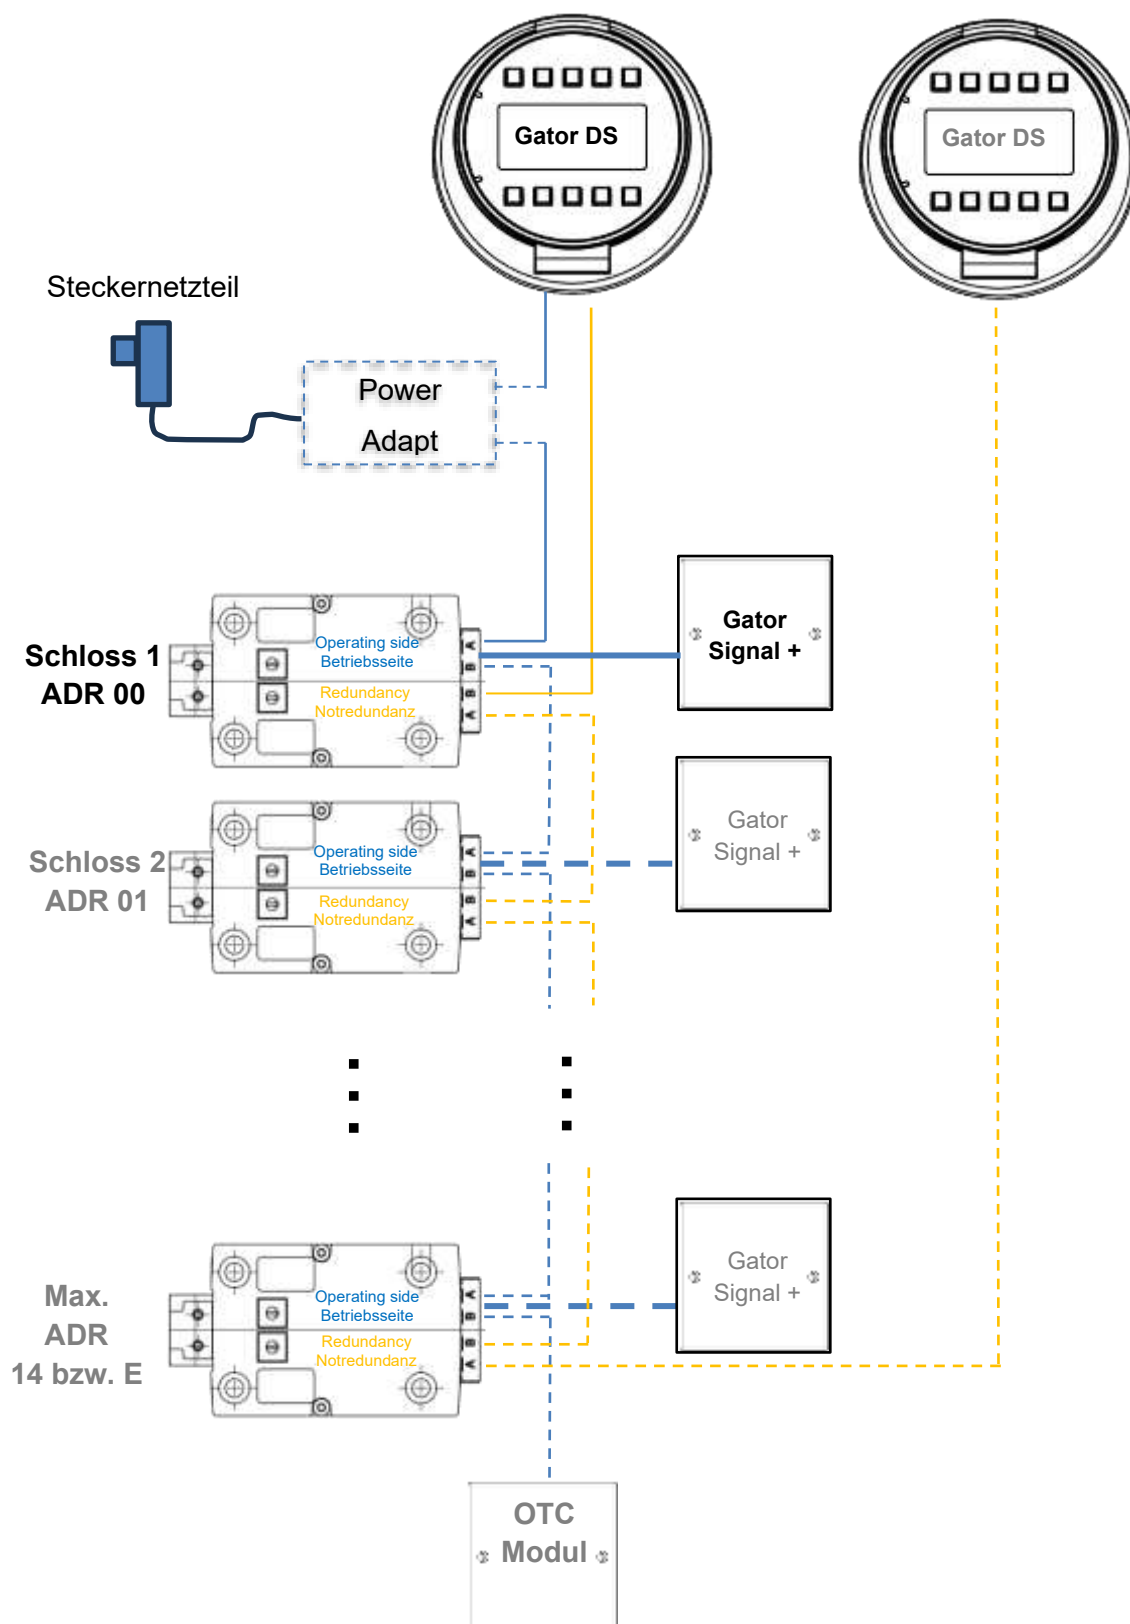 Gator DS
Gator DS
Steckernetzteil
Power
Adapt
Schloss 1
ADR 00
Operating side
Betriebsseite
Redundancy
Notredundanz
A
B
B
A
Gator
Signal +
Schloss 2
ADR 01
Operating side
Betriebsseite
Redundancy
Notredundanz
A
B
B
A
Gator
Signal +
Max.
ADR
14 bzw. E
Operating side
Betriebsseite
Redundancy
Notredundanz
A
B
B
A
Gator
Signal +
OTC
Modul